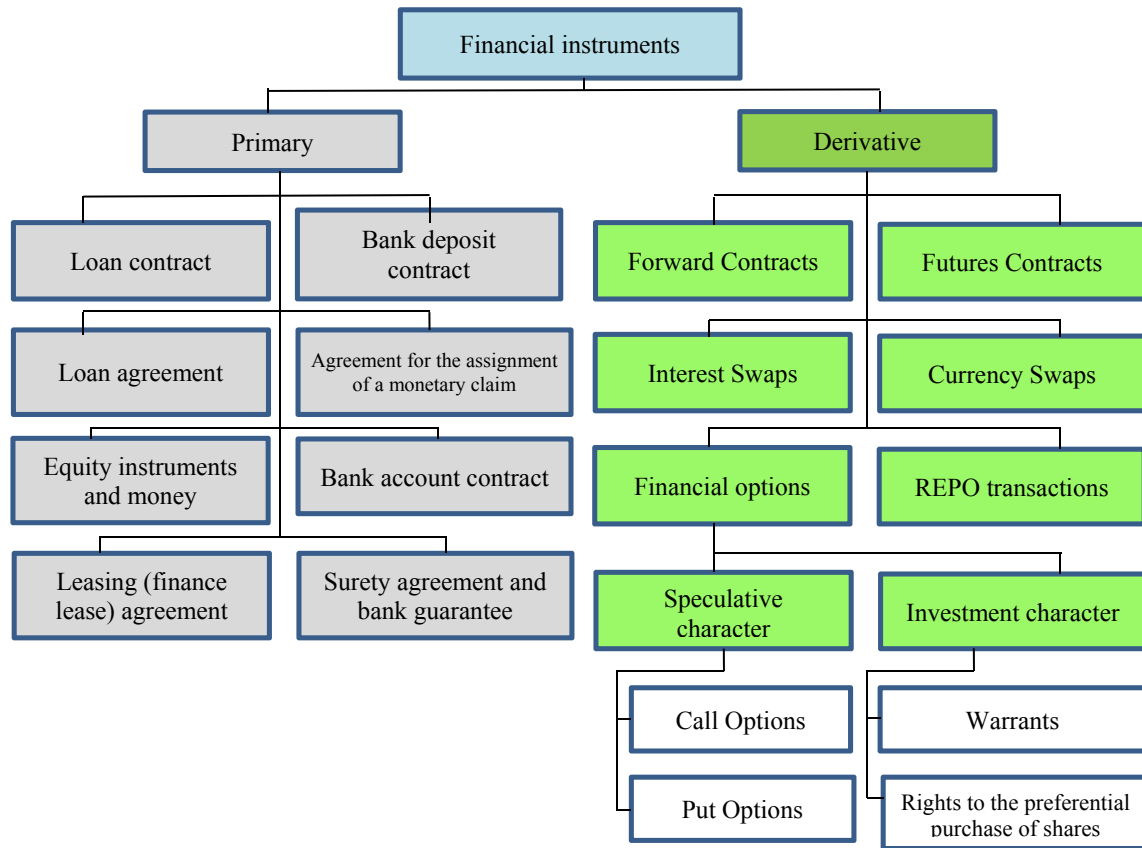 Financial instruments
Primary
Derivative
Loan contract
Bank deposit
contract
Forward Contracts
Futures Contracts
Loan agreement
Agreement for the assignment
of a monetary claim
Interest Swaps
Currency Swaps
Equity instruments
and money
Bank account contract
Financial options
REPO transactions
Leasing (finance
lease) agreement
Surety agreement and
bank guarantee
Speculative
character
Investment character
Call Options
Warrants
Put Options
Rights to the preferential
purchase of shares